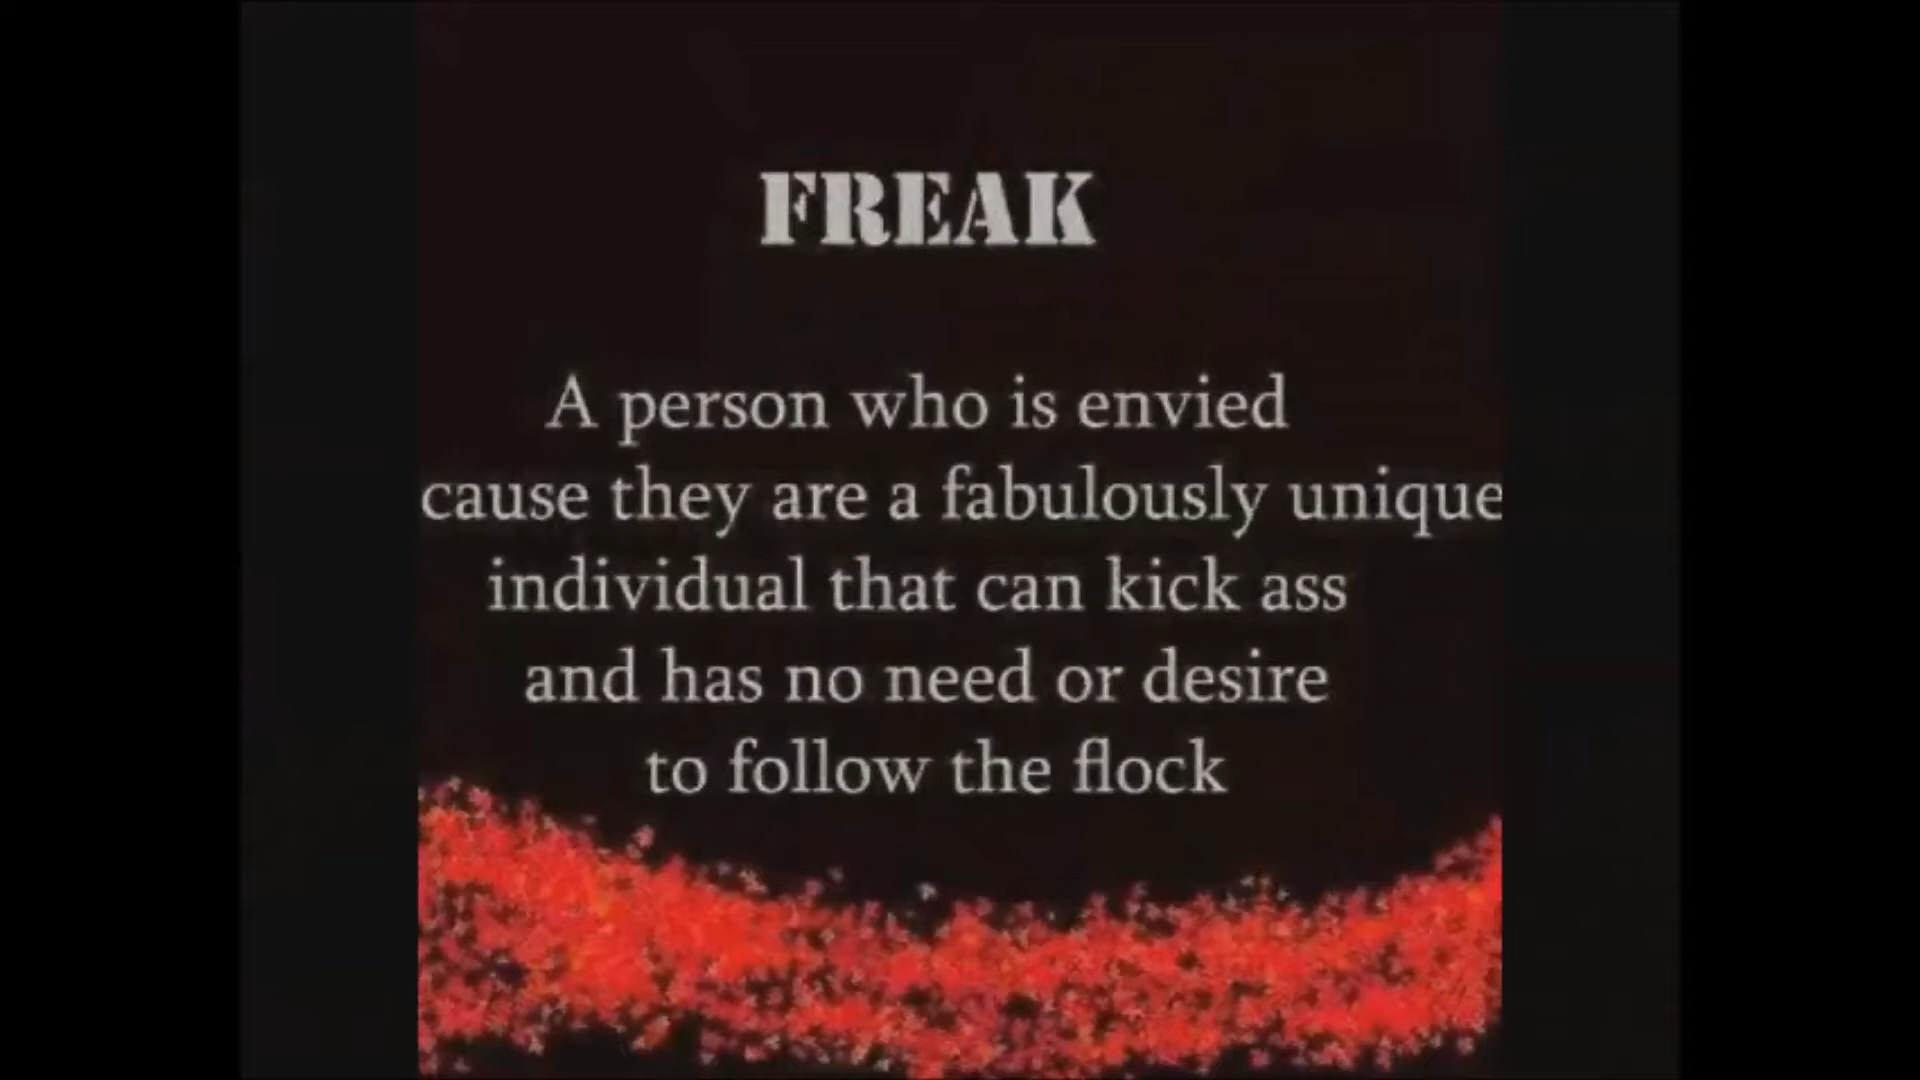 FREAK
A person who is envied
cause they are a fabulously unique
individual that can kick ass
and has no need or desire
to follow the flock